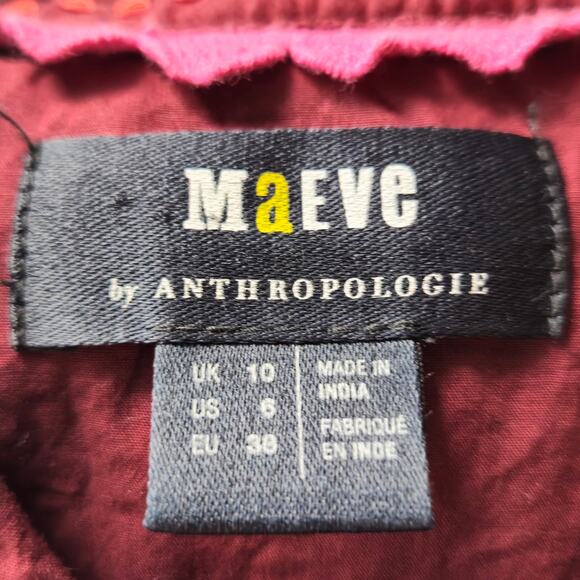 MaEVe
by ANTHROPOLOGIE
UK 10
US 6
EU 38
MADE IN
INDIA
FABRIQUÉ
EN INDE